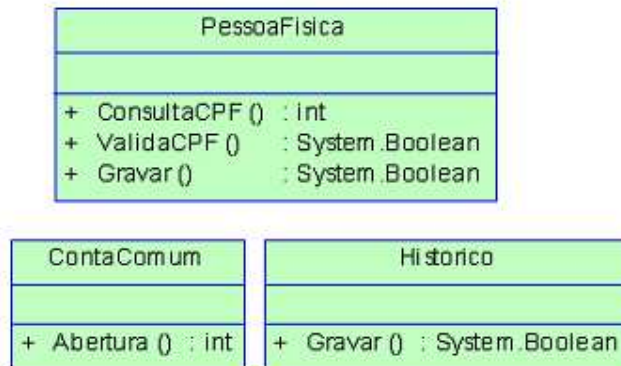 PessoaFisica
+ ConsultaCPF () : int
+ ValidaCPF () : System.Boolean
+ Gravar () : System.Boolean
ContaComum
+ Abertura () : int
Historico
+ Gravar () : System.Boolean